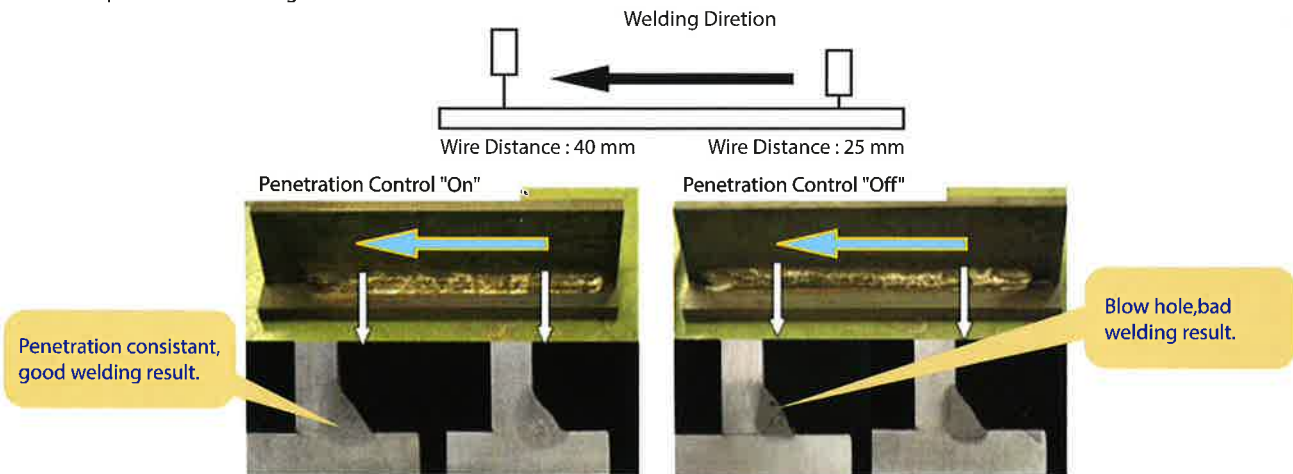 Welding Diretion
Wire Distance : 40 mm
Wire Distance : 25 mm
Penetration Control "On"
Penetration Control "Off"
Blow hole,bad
welding result.
Penetration consistant,
good welding result.